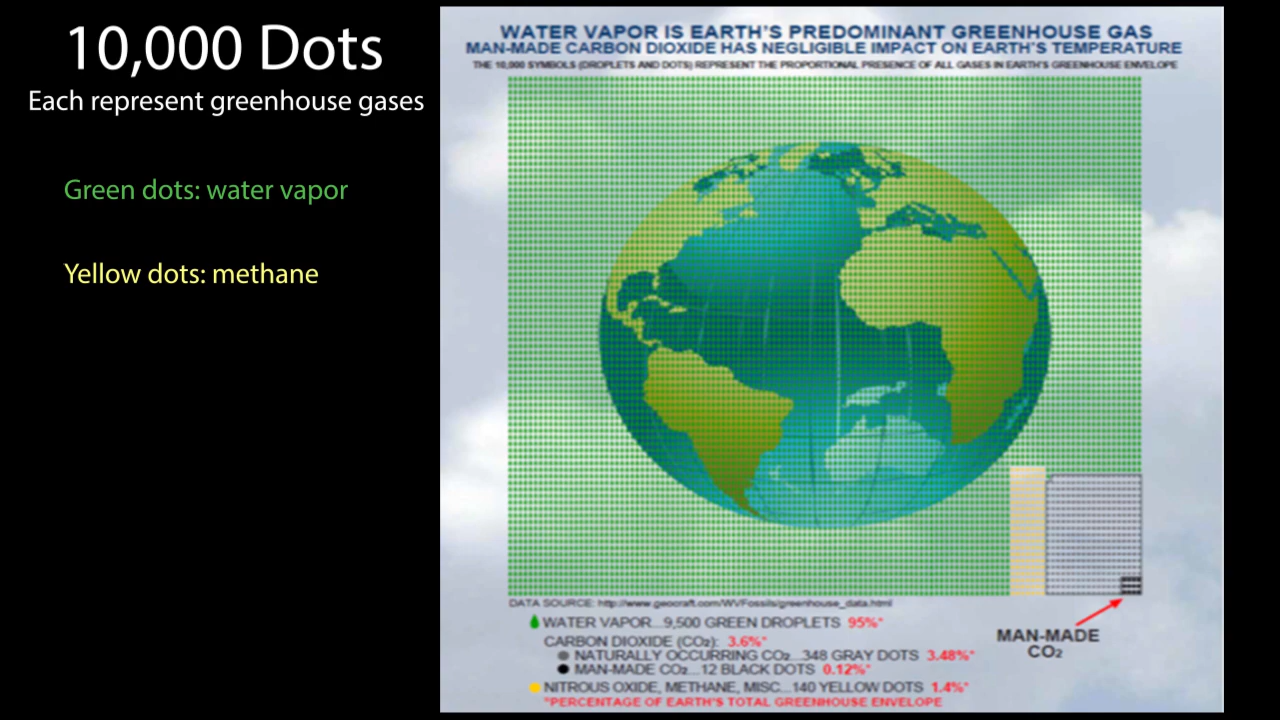 10,000 Dots
Each represent greenhouse gases
Green dots: water vapor
Yellow dots: methane
WATER VAPOR IS EARTH'S PREDOMINANT GREENHOUSE GAS
MAN-MADE CARBON DIOXIDE HAS NEGLIGIBLE IMPACT ON EARTH'S TEMPERATURE
THE 10,000 SYMBOLS (DROPLETS AND DOTS) REPRESENT THE PROPORTIONAL PRESENCE OF ALL GASES IN EARTH'S GREENHOUSE ENVELOPE
DATA SOURCE: http://www.geocraft.com/WVFossils/greenhouse_data.html
WATER VAPOR...9,500 GREEN DROPLETS 95%*
CARBON DIOXIDE (CO2): 3.6%*
NATURALLY OCCURRING CO2...348 GRAY DOTS 3.48%*
MAN-MADE CO2...12 BLACK DOTS 0.12%*
NITROUS OXIDE, METHANE, MISC...140 YELLOW DOTS 1.4%*
*PERCENTAGE OF EARTH'S TOTAL GREENHOUSE ENVELOPE
MAN-MADE
CO2